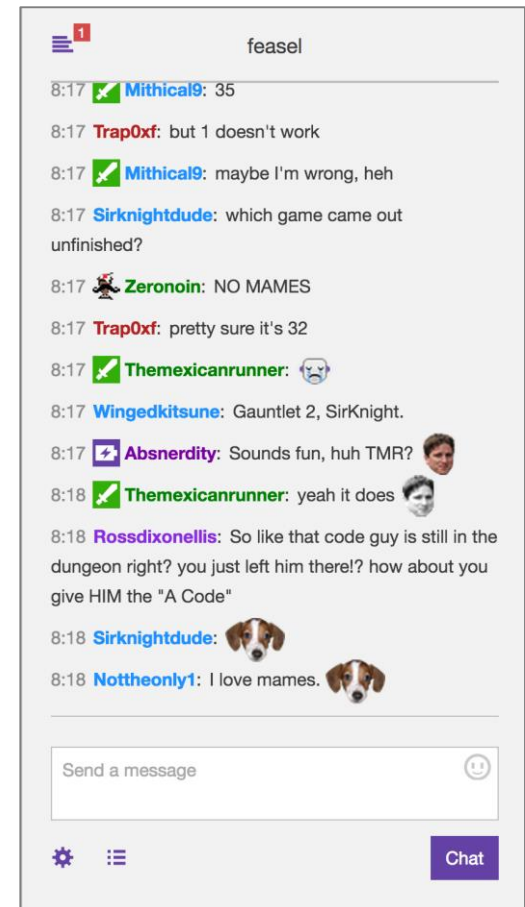 1
feasel
8:17 Mithical9: 35
8:17 Trap0xf: but 1 doesn't work
8:17 Mithical9: maybe I'm wrong, heh
8:17 Sirknightdude: which game came out
unfinished?
8:17 Zeronoin: NO MAMES
8:17 Trap0xf: pretty sure it's 32
8:17 Themexicanrunner:
8:17 Wingedkitsune: Gauntlet 2, SirKnight.
8:17 Absnerdity: Sounds fun, huh TMR?
8:18 Themexicanrunner: yeah it does
8:18 Rossdixonellis: So like that code guy is still in the
dungeon right? you just left him there!? how about you
give HIM the "A Code"
8:18 Sirknightdude:
8:18 Nottheonly1: I love mames.
Send a message
Chat